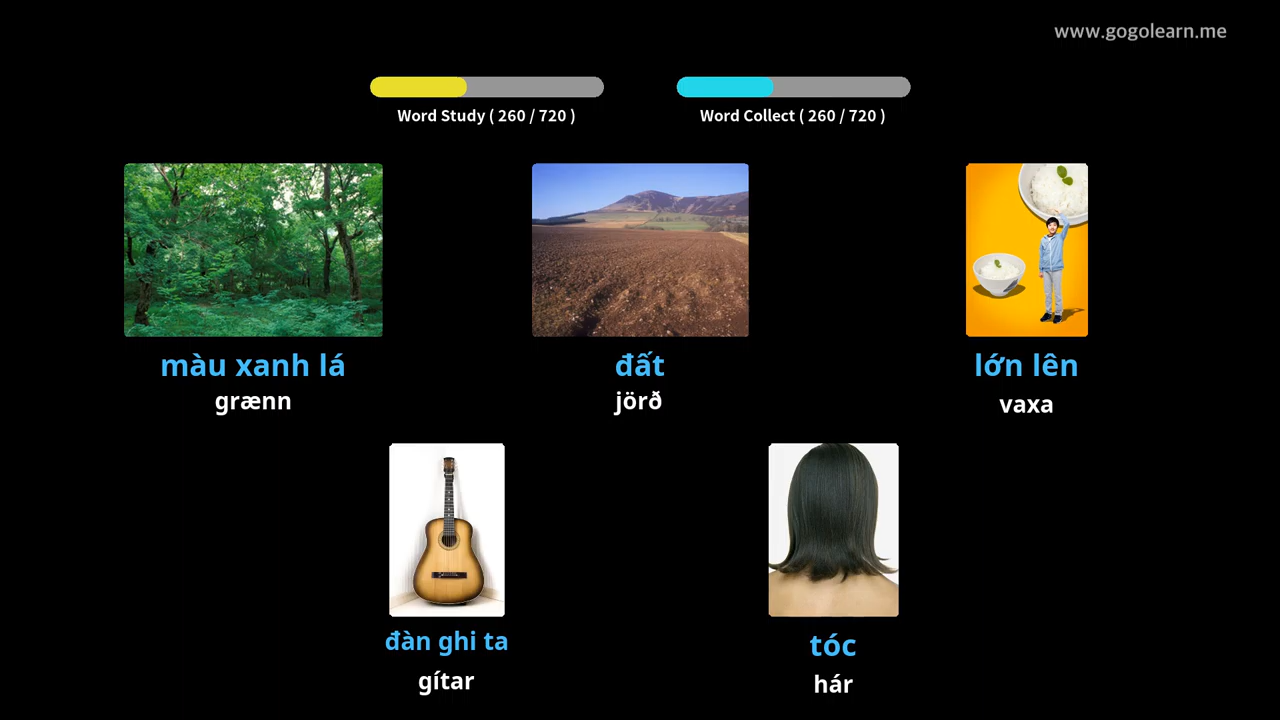 www.gogolearn.me
Word Study ( 260 / 720 )
Word Collect ( 260 / 720 )
màu xanh lá
grænn
đất
jörð
lớn lên
vaxa
đàn ghi ta
gítar
tóc
hár